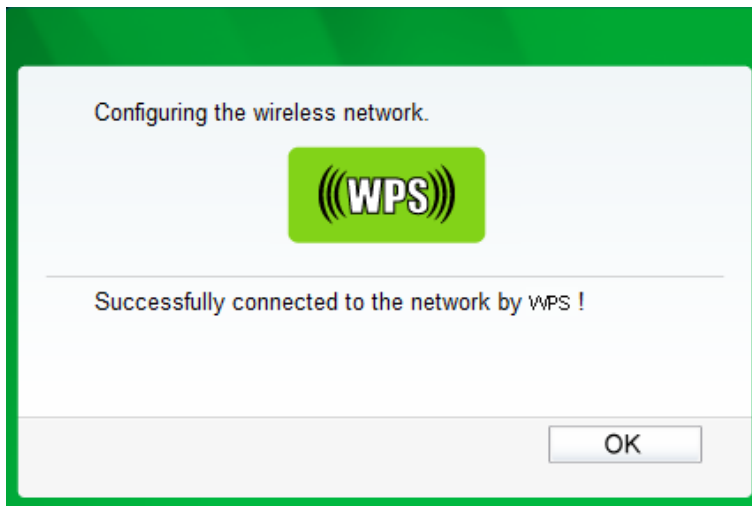 Configuring the wireless network.
(((WPS)))
Successfully connected to the network by WPS !
OK